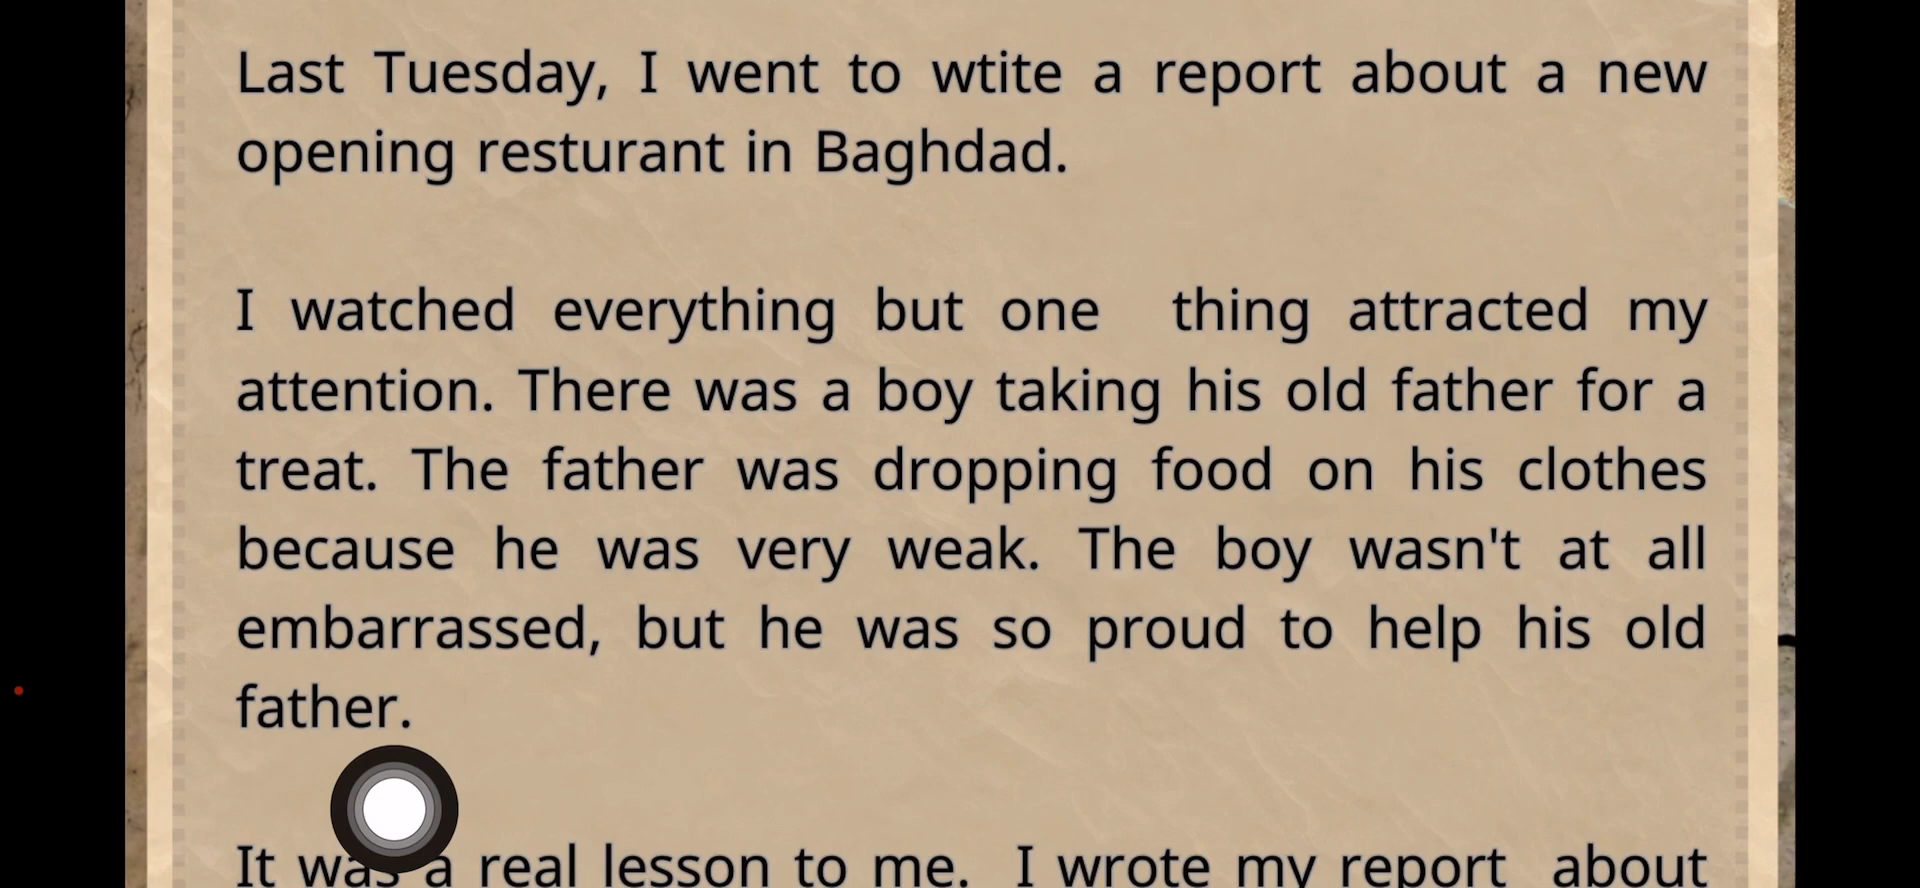 Last Tuesday, I went to wtite a report about a new
opening resturant in Baghdad.
I watched everything but one thing attracted my
attention. There was a boy taking his old father for a
treat. The father was dropping food on his clothes
because he was very weak. The boy wasn't at all
embarrassed, but he was so proud to help his old
father.
It was a real lesson to me. I wrote my report about